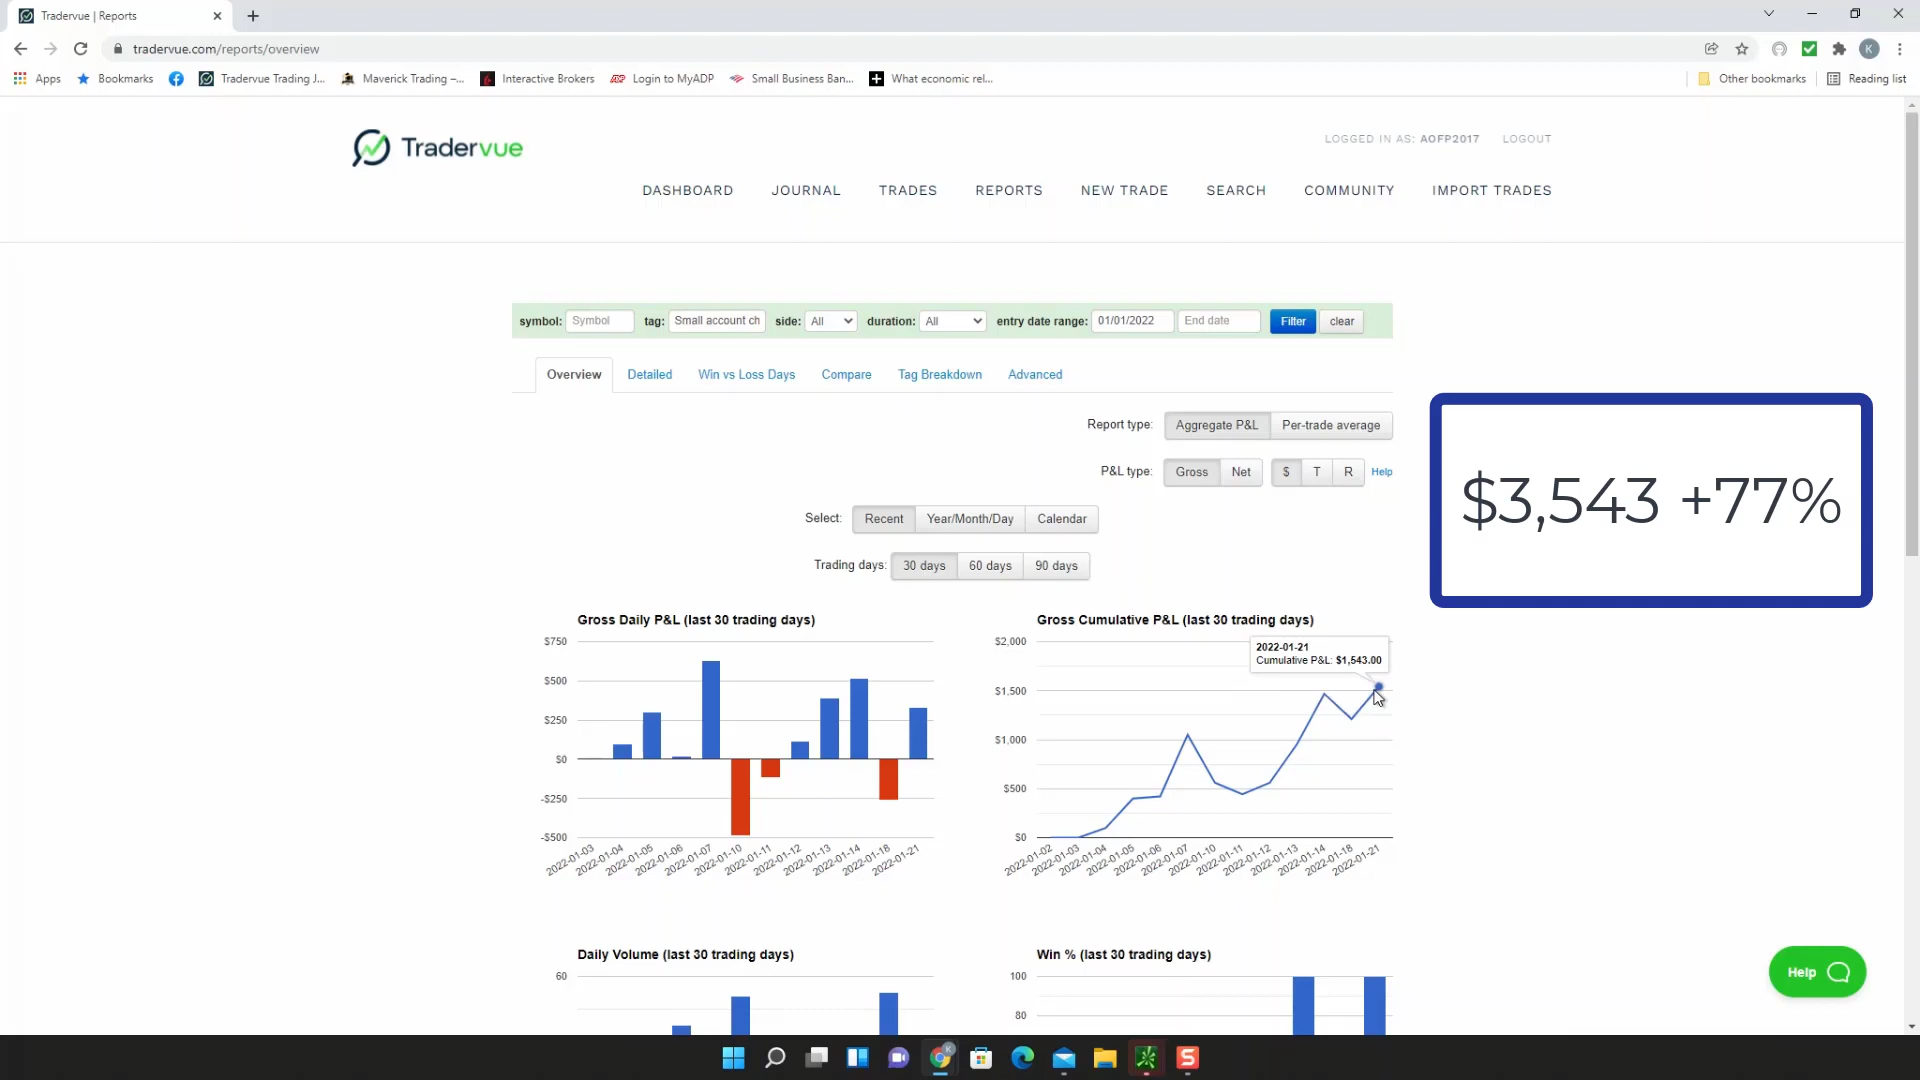 Tradervue | Reports
tradervue.com/reports/overview
K
Apps Bookmarks Tradervue Trading J... Maverick Trading –... Interactive Brokers Login to MyADP Small Business Ban... What economic rel... Other bookmarks Reading list
Tradervue
LOGGED IN AS: AOFP2017 LOGOUT
DASHBOARD JOURNAL TRADES REPORTS NEW TRADE SEARCH COMMUNITY IMPORT TRADES
symbol: Symbol tag: Small account ch side: All duration: All entry date range: 01/01/2022 End date Filter clear
Overview Detailed Win vs Loss Days Compare Tag Breakdown Advanced
Report type: Aggregate P&L Per-trade average
P&L type: Gross Net $ T R Help
$3,543 +77%
Select: Recent Year/Month/Day Calendar
Trading days: 30 days 60 days 90 days
Gross Daily P&L (last 30 trading days)
$750
$500
$250
$0
-$250
-$500
2022-01-03 2022-01-04 2022-01-05 2022-01-06 2022-01-07 2022-01-10 2022-01-11 2022-01-12 2022-01-13 2022-01-14 2022-01-18 2022-01-21
Gross Cumulative P&L (last 30 trading days)
2022-01-21
Cumulative P&L: $1,543.00
$2,000
$1,500
$1,000
$500
$0
2022-01-02 2022-01-03 2022-01-04 2022-01-05 2022-01-06 2022-01-07 2022-01-10 2022-01-11 2022-01-12 2022-01-13 2022-01-14 2022-01-18 2022-01-21
Daily Volume (last 30 trading days)
60
Win % (last 30 trading days)
100
80
Help